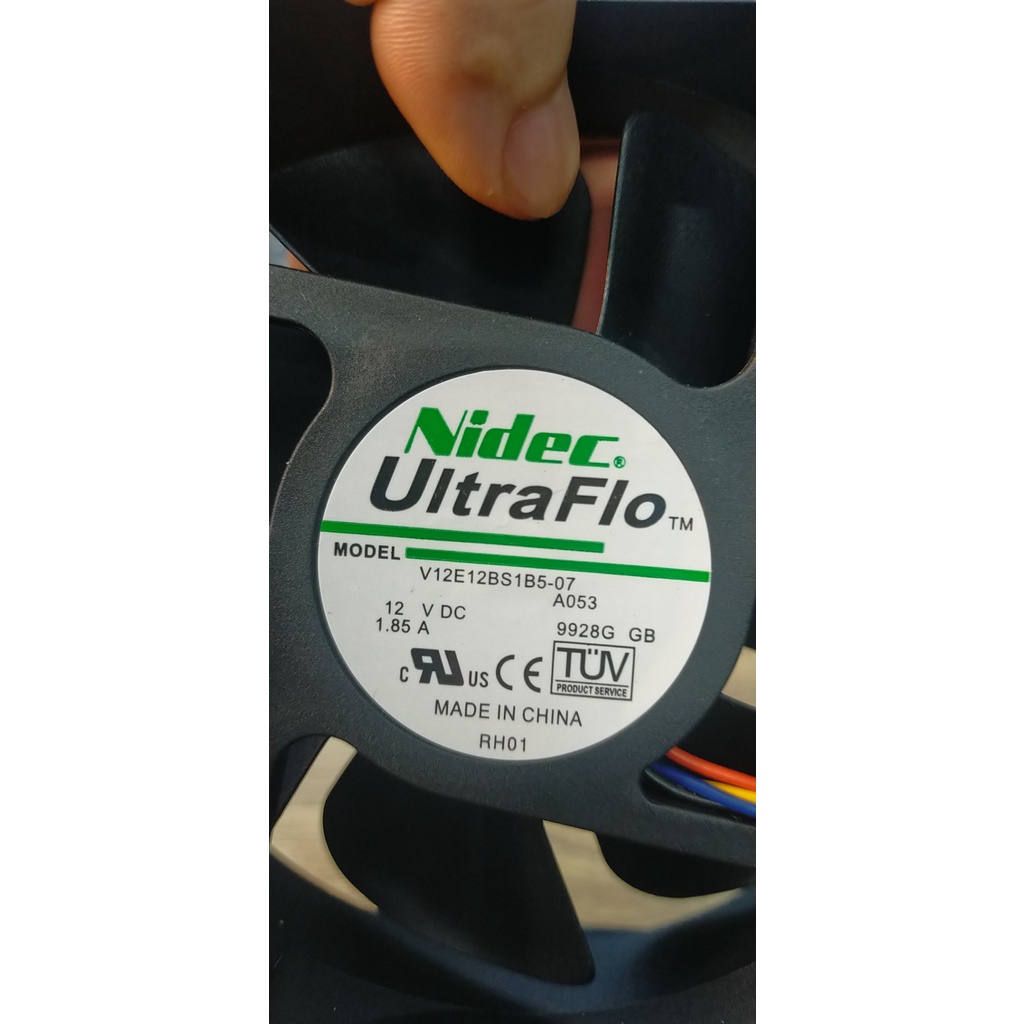 Nidec®
UltraFlo™
MODEL
V12E12BS1B5-07
A053
12 V DC
1.85 A
9928G GB
c RU US CE TÜV
PRODUCT SERVICE
MADE IN CHINA
RH01